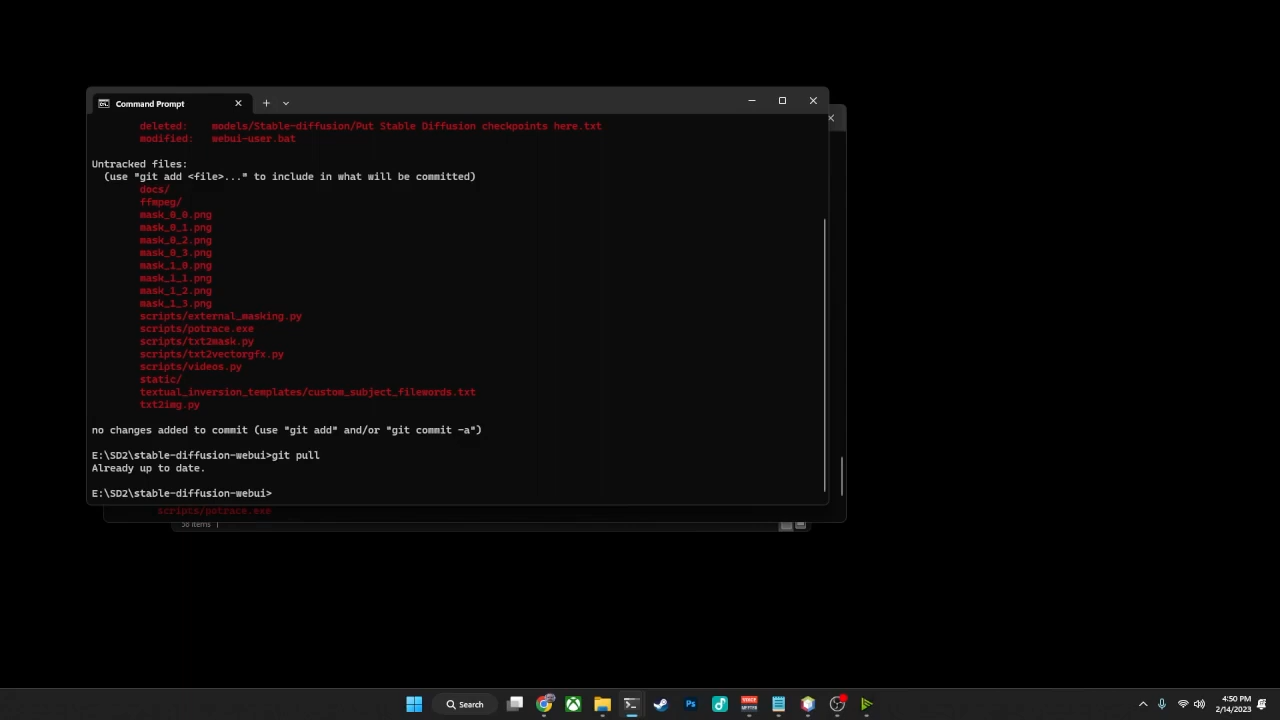 Command Prompt
deleted: models/Stable-diffusion/Put Stable Diffusion checkpoints here.txt
modified: webui-user.bat
Untracked files:
(use "git add <file>..." to include in what will be committed)
docs/
ffmpeg/
mask_0_0.png
mask_0_1.png
mask_0_2.png
mask_0_3.png
mask_1_0.png
mask_1_1.png
mask_1_2.png
mask_1_3.png
scripts/external_masking.py
scripts/potrace.exe
scripts/txt2mask.py
scripts/txt2vectorgfx.py
scripts/videos.py
static/
textual_inversion_templates/custom_subject_filewords.txt
txt2img.py
no changes added to commit (use "git add" and/or "git commit -a")
E:\SD2\stable-diffusion-webui>git pull
Already up to date.
E:\SD2\stable-diffusion-webui>
scripts/potrace.exe
items
Search
4:50 PM
2/14/2023